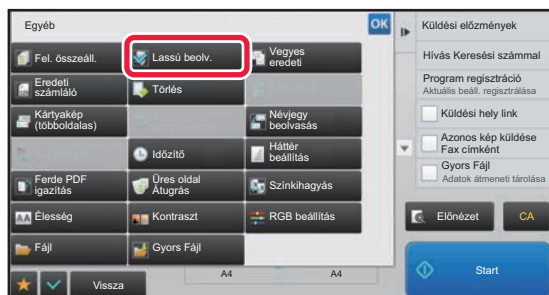 Egyéb
OK
Fel. összeáll.
Lassú beolv.
Vegyes
eredeti
Eredeti
számláló
Törlés
Kártyakép
(többoldalas)
Névjegy
beolvasás
Időzítő
Háttér
beállítás
Ferde PDF
igazítás
Üres oldal
Átugrás
Színkihagyás
AA Élesség
Kontraszt
RGB beállítás
Fájl
Gyors Fájl
Vissza
A4
A4
Küldési előzmények
Hívás Keresési számmal
Program regisztráció
Aktuális beáll. regisztrálása
Küldési hely link
Azonos kép küldése
Fax címként
Gyors Fájl
Adatok átmeneti tárolása
Előnézet
CA
Start